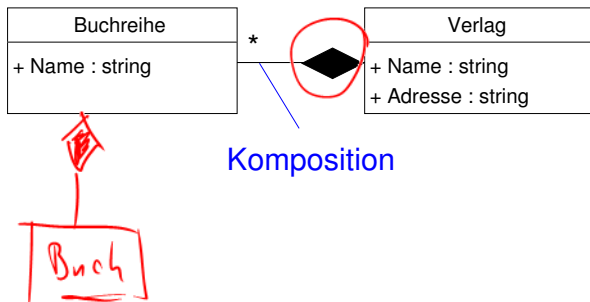 Buchreihe
+ Name : string
*
Verlag
+ Name : string
+ Adresse : string
Komposition
Buch